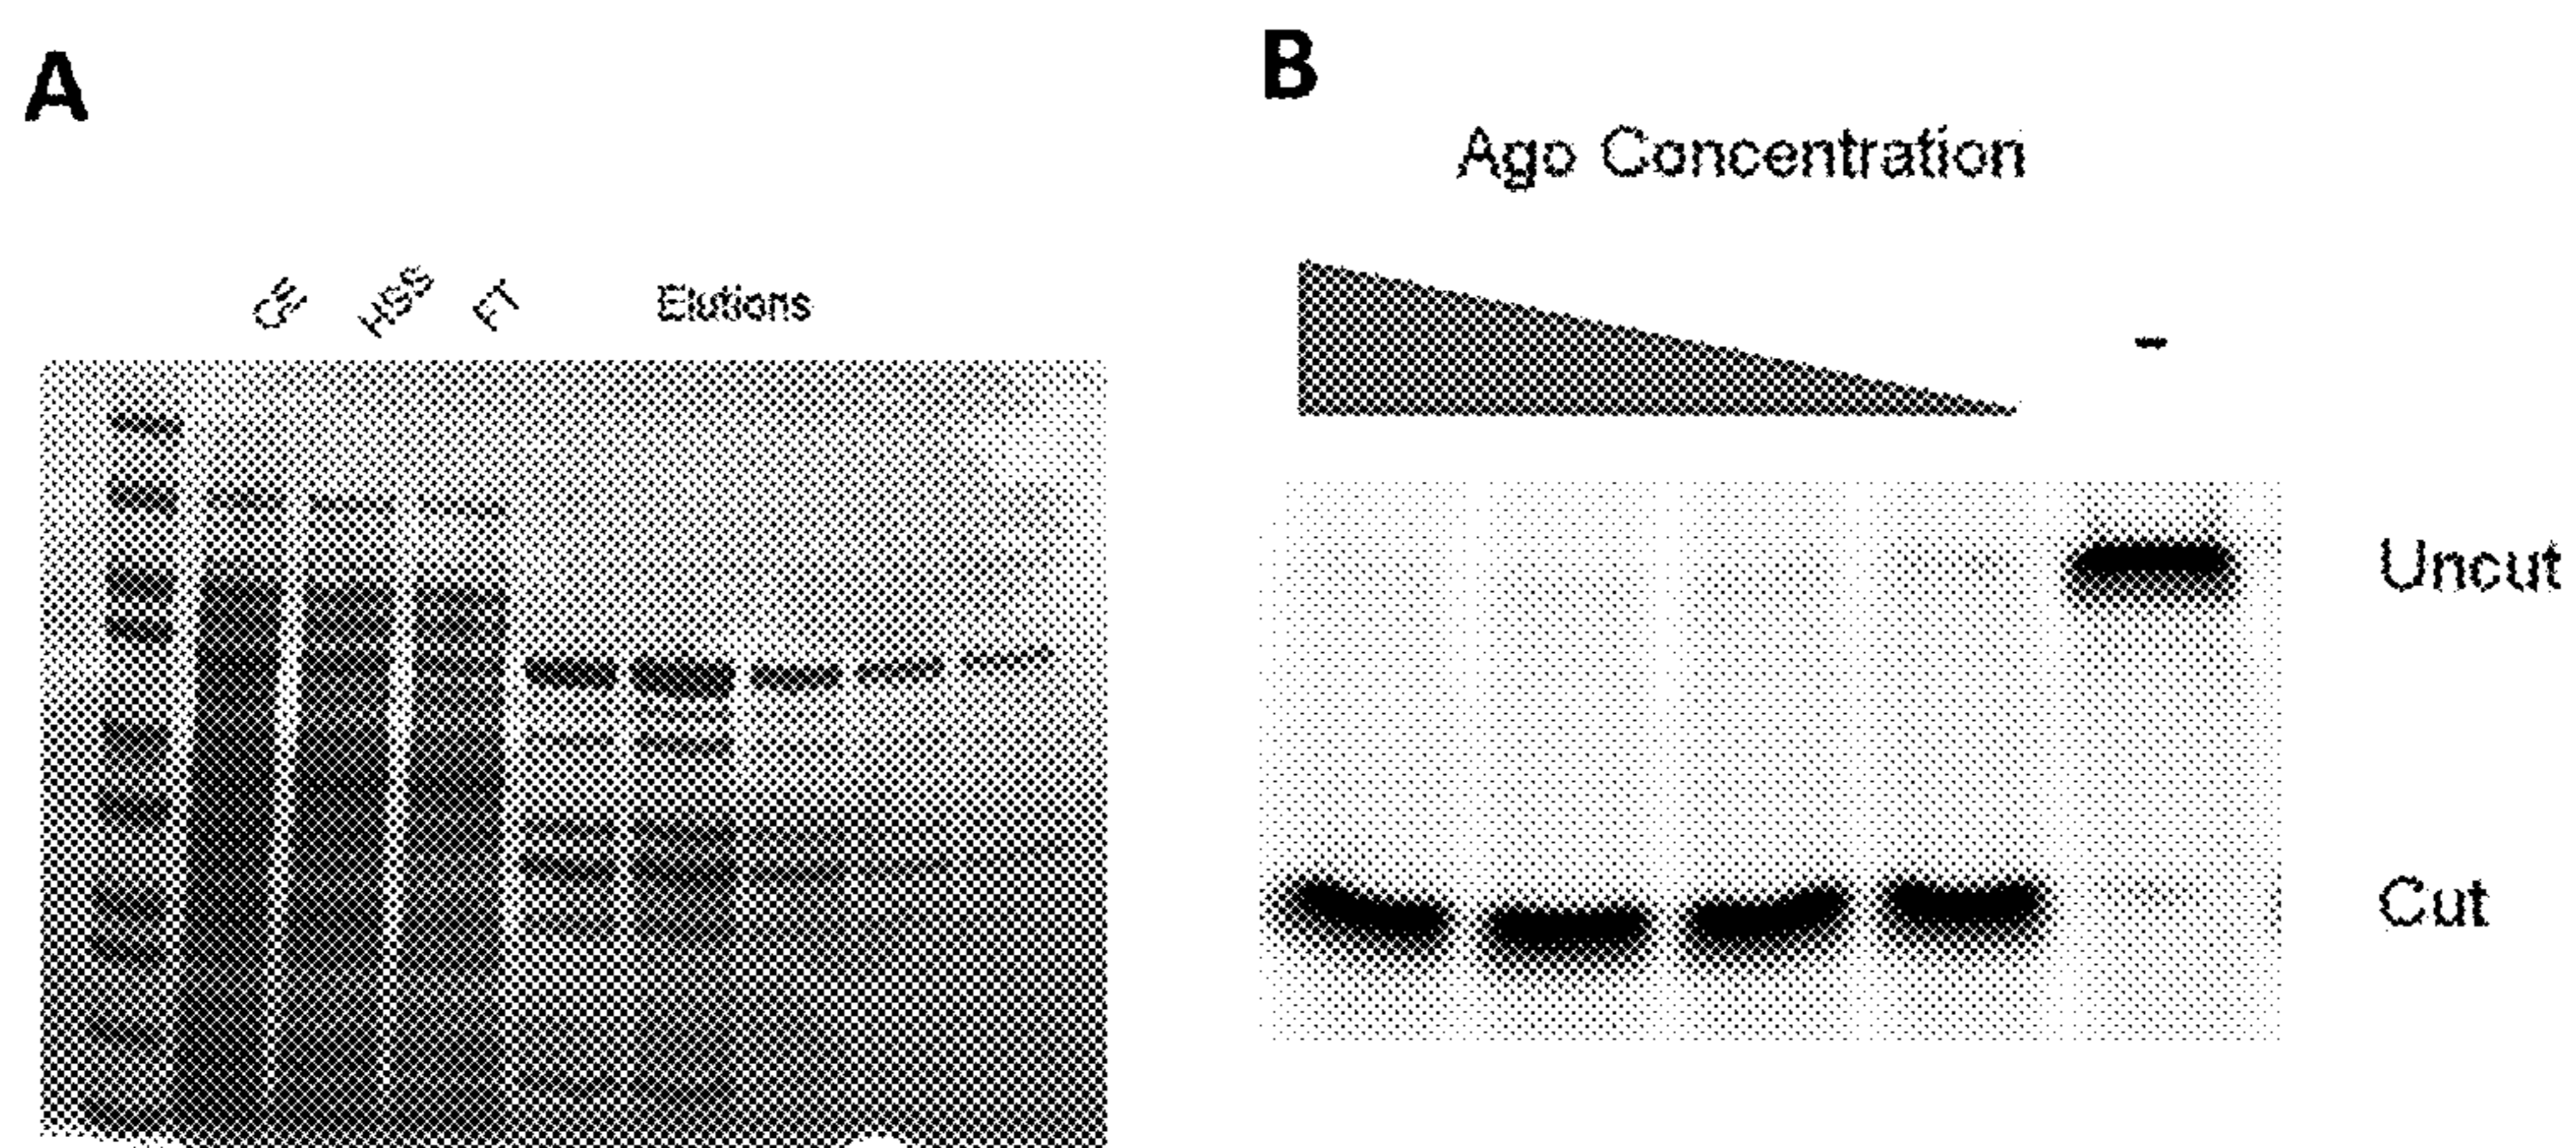 A
CE HSS FT Elutions
B
Ago Concentration
-
Uncut
Cut